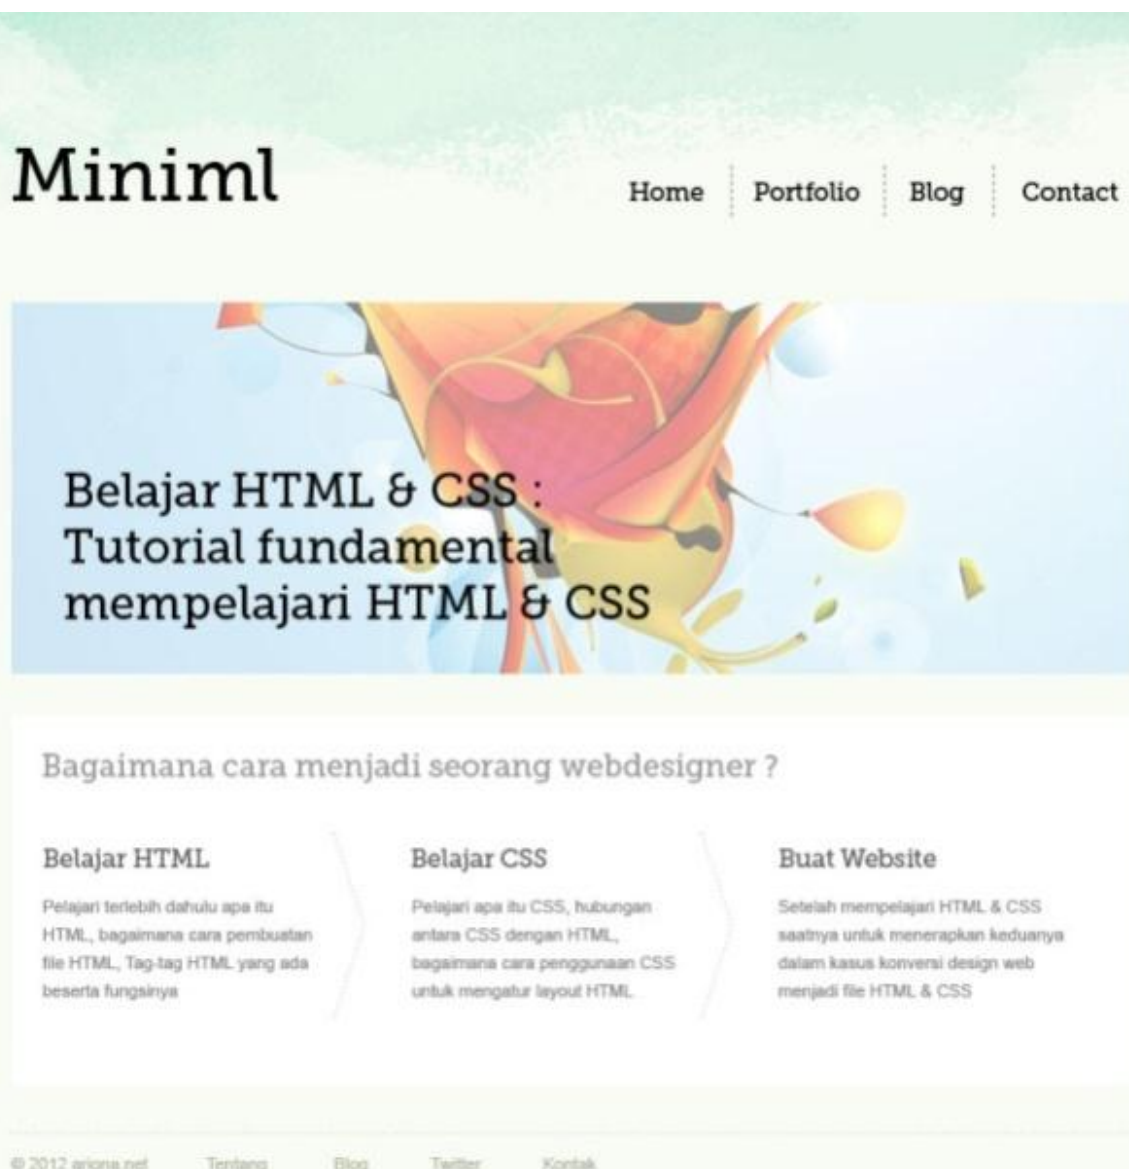 Miniml
Home
Portfolio
Blog
Contact
Belajar HTML & CSS :
Tutorial fundamental
mempelajari HTML & CSS
Bagaimana cara menjadi seorang webdesigner ?
Belajar HTML
Pelajari terlebih dahulu apa itu
HTML, bagaimana cara pembuatan
file HTML, Tag-tag HTML yang ada
beserta fungsinya
Belajar CSS
Pelajari apa itu CSS, hubungan
antara CSS dengan HTML,
bagaimana cara penggunaan CSS
untuk mengatur layout HTML
Buat Website
Setelah mempelajari HTML & CSS
saatnya untuk menerapkan keduanya
dalam kasus konversi design web
menjadi file HTML & CSS
© 2012 ariona.net
Tentang
Blog
Twitter
Kontak